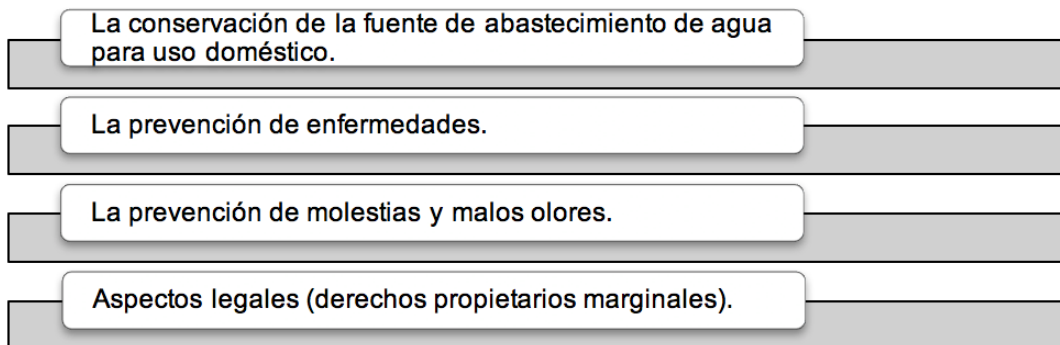 La conservación de la fuente de abastecimiento de agua
para uso doméstico.
La prevención de enfermedades.
La prevención de molestias y malos olores.
Aspectos legales (derechos propietarios marginales).